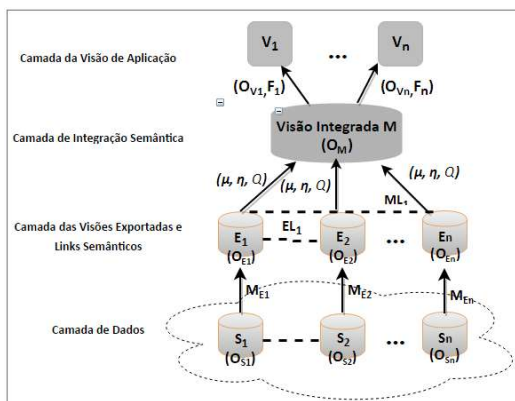 Camada da Visão de Aplicação
V1 ... Vn
(OV1,F1) (OVn,Fn)
Camada de Integração Semântica
Visão Integrada M
(OM)
(μ, η, Q) (μ, η, Q) (μ, η, Q)
ML1
Camada das Visões Exportadas e
Links Semânticos
E1 EL1 E2 ... En
(OE1) (OE2) (OEn)
ME1 ME2 MEn
Camada de Dados
S1 S2 ... Sn
(OS1) (OS2) (OSn)